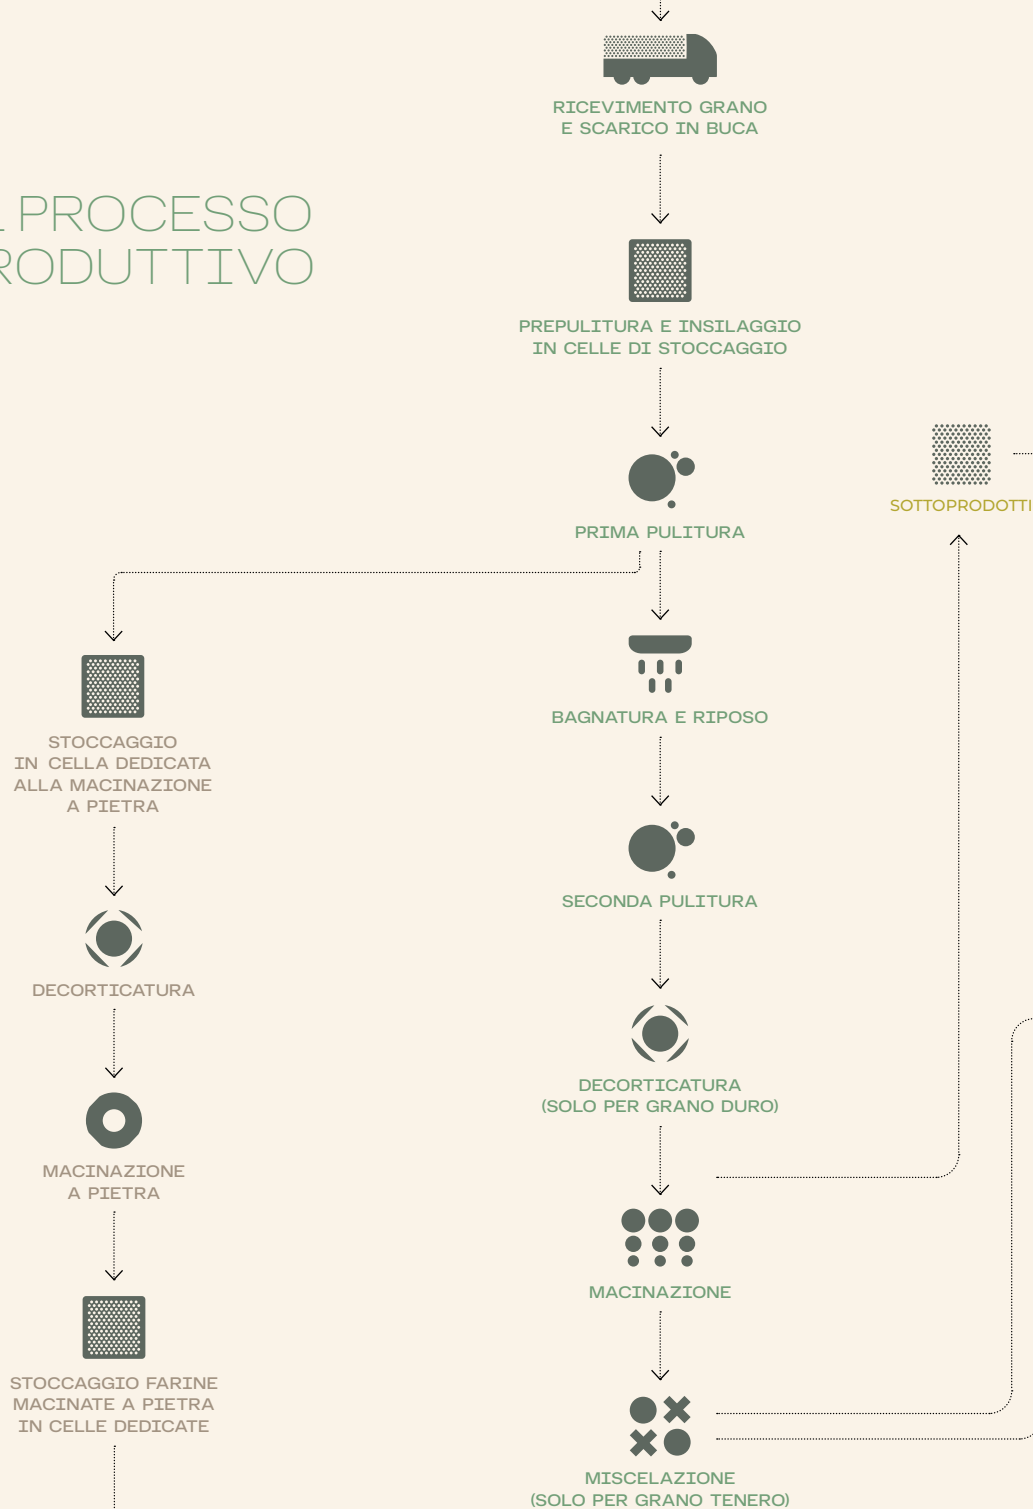 RICEVIMENTO GRANO
E SCARICO IN BUCA
PROCESSO
RODUTTIVO
PREPULITURA E INSILAGGIO
IN CELLE DI STOCCAGGIO
SOTTOPRODOTTI
PRIMA PULITURA
STOCCAGGIO
IN CELLA DEDICATA
ALLA MACINAZIONE
A PIETRA
BAGNATURA E RIPOSO
SECONDA PULITURA
DECORTICATURA
DECORTICATURA
(SOLO PER GRANO DURO)
MACINAZIONE
A PIETRA
MACINAZIONE
STOCCAGGIO FARINE
MACINATE A PIETRA
IN CELLE DEDICATE
MISCELAZIONE
(SOLO PER GRANO TENERO)